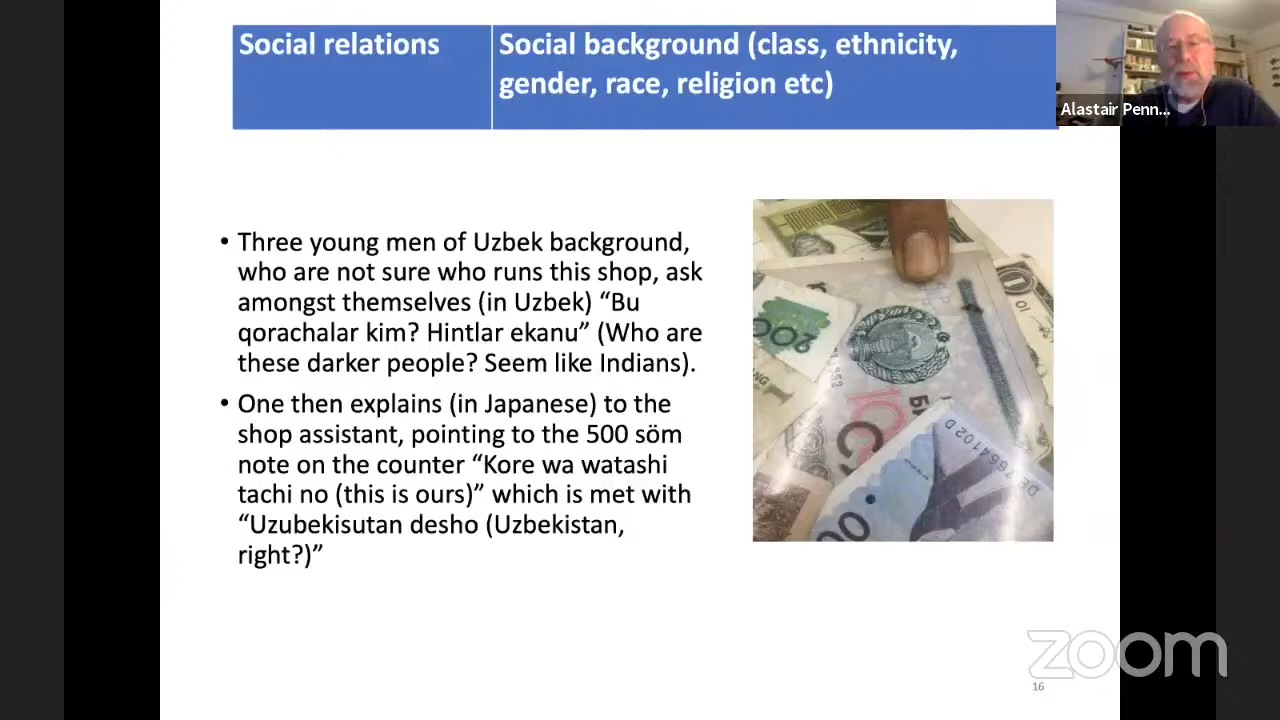 Social relations
Social background (class, ethnicity,
gender, race, religion etc)
Alastair Penn...
• Three young men of Uzbek background,
who are not sure who runs this shop, ask
amongst themselves (in Uzbek) “Bu
qorachalar kim? Hintlar ekanu” (Who are
these darker people? Seem like Indians).
• One then explains (in Japanese) to the
shop assistant, pointing to the 500 söm
note on the counter “Kore wa watashi
tachi no (this is ours)” which is met with
“Uzubekisutan desho (Uzbekistan,
right?)”
200
1
DE7664102D
zoom
16